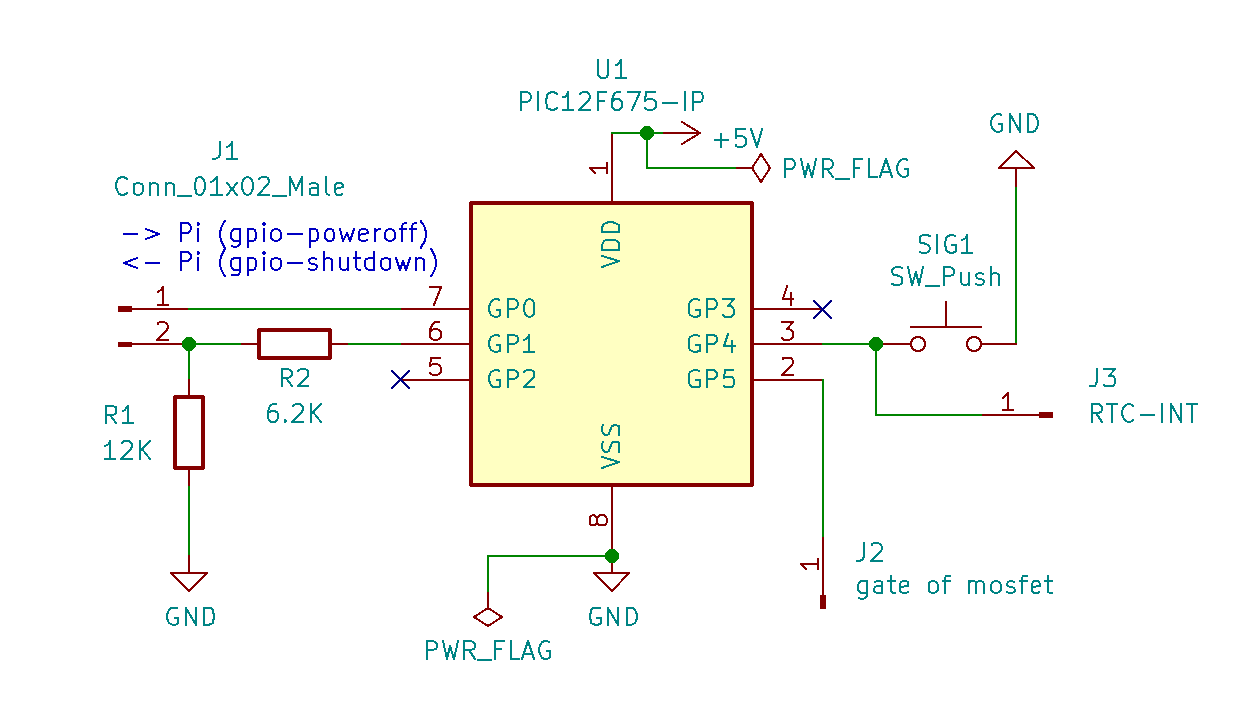 U1
PIC12F675-IP
+5V
PWR_FLAG
GND
J1
Conn_01x02_Male
-> Pi (gpio-poweroff)
<- Pi (gpio-shutdown)
1
VDD
SIG1
SW_Push
1
7
GP0
GP3
4
2
6
GP1
GP4
3
5
GP2
GP5
2
R2
6.2K
R1
12K
J3
1
RTC-INT
VSS
8
1
J2
gate of mosfet
GND
GND
PWR_FLAG